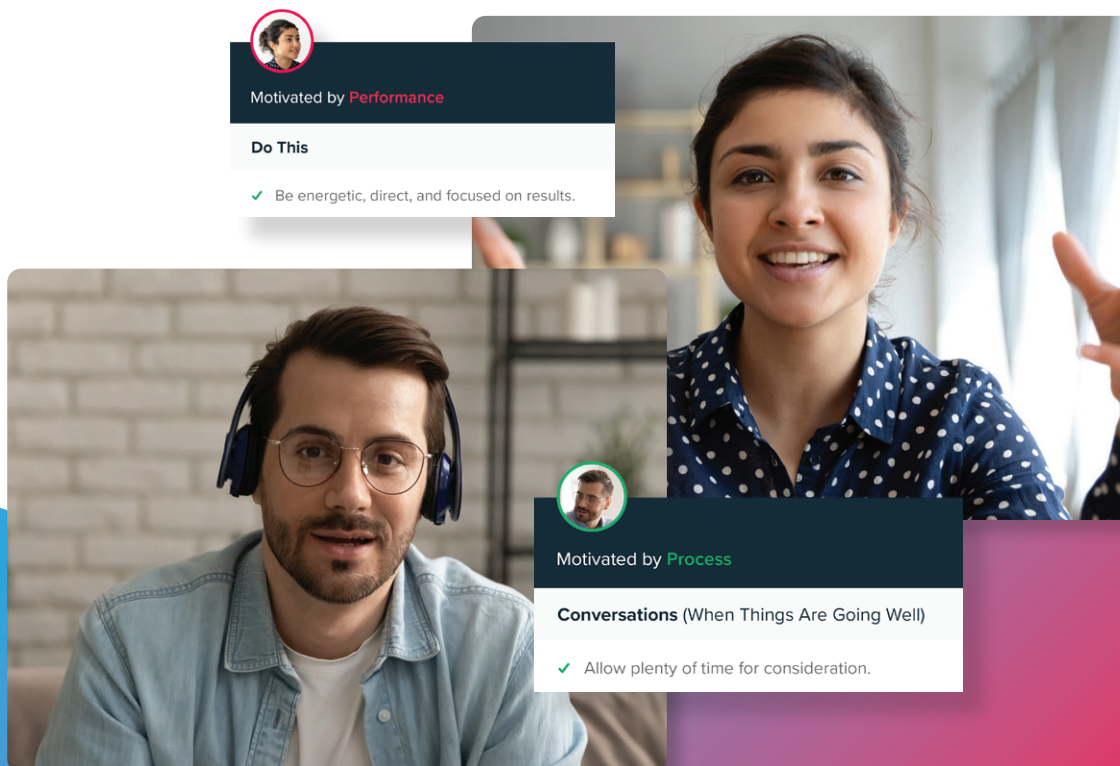 Motivated by Performance
Do This
✓ Be energetic, direct, and focused on results.
Motivated by Process
Conversations (When Things Are Going Well)
✓ Allow plenty of time for consideration.